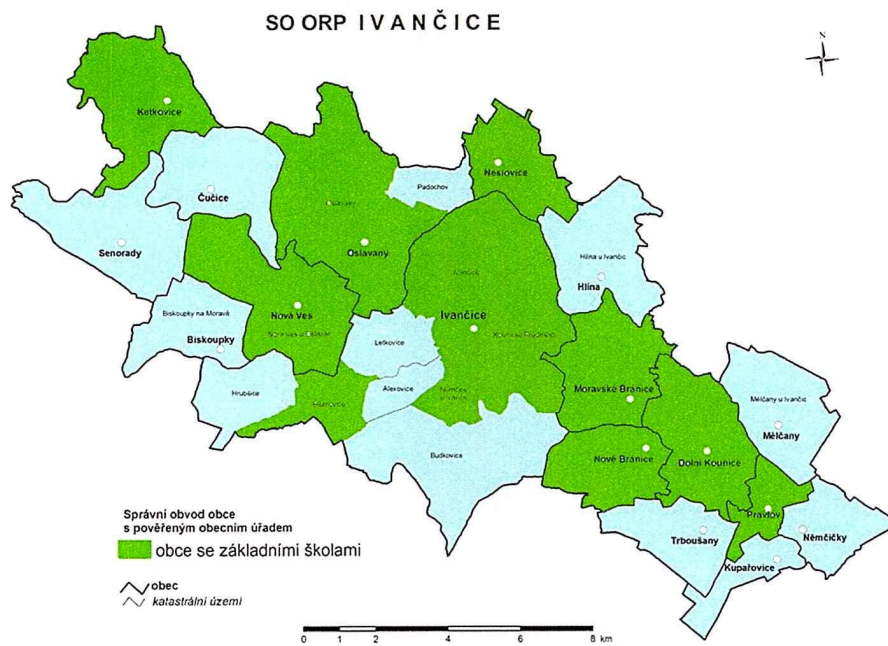 SO ORP IVANČICE
N
Ketkovice
Neslovice
Padochov
Čučice
Oslavany
Senorady
Hlína u Ivančic
Hlína
Nová Ves
Ivančice
Biskoupky na Moravě
Biskoupky
Letkovice
Alexovice
Hrubšice
Moravské Bránice
Mělčany u Ivančic
Mělčany
Budkovice
Nové Bránice
Dolní Kounice
Pravlov
Trboušany
Němčičky
Kupařovice
Správní obvod obce
s pověřeným obecním úřadem
obce se základními školami
obec
katastrální území
0 1 2 4 6 8 km